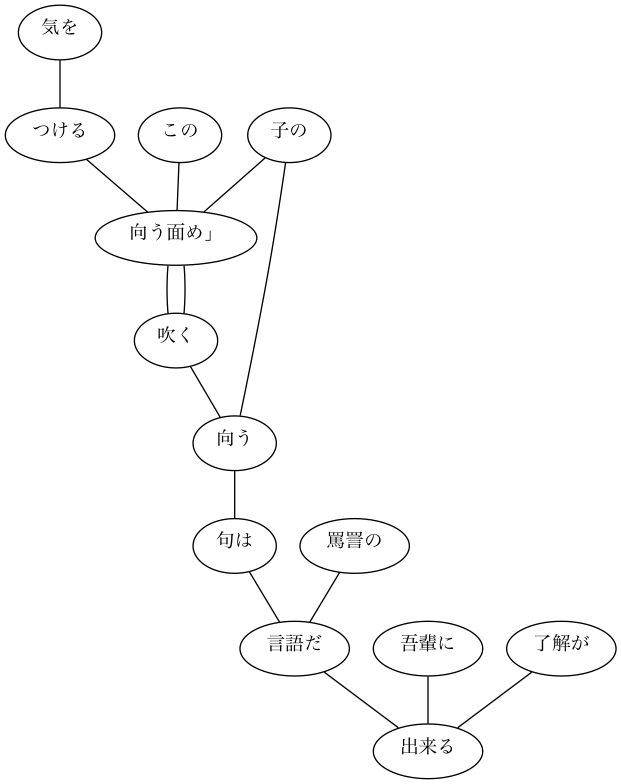 気を
つける
この
子の
向う面め」
吹く
向う
句は
罵詈の
言語だ
吾輩に
了解が
出来る